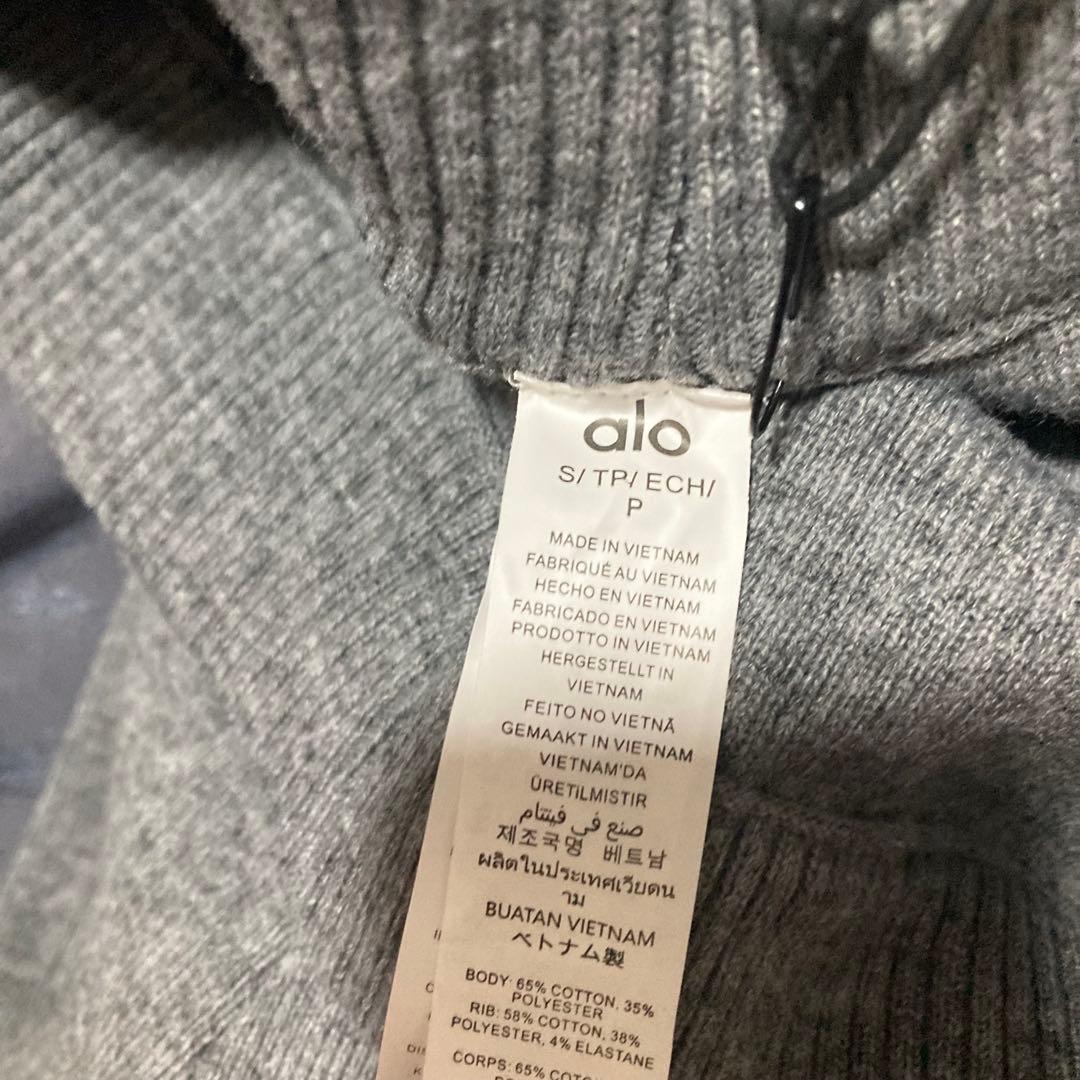 alo
S/ TP/ ECH/
P
MADE IN VIETNAM
FABRIQUÉ AU VIETNAM
HECHO EN VIETNAM
FABRICADO EN VIETNAM
PRODOTTO IN VIETNAM
HERGESTELLT IN
VIETNAM
FEITO NO VIETNÃ
GEMAAKT IN VIETNAM
VIETNAM'DA
ÜRETİLMİSTIR
صنع في فيتنام
제조국명 베트남
ผลิตในประเทศเวียดน
าม
BUATAN VIETNAM
ベトナム製
BODY: 65% COTTON, 35%
POLYESTER
RIB: 58% COTTON, 38%
POLYESTER, 4% ELASTANE
CORPS: 65%